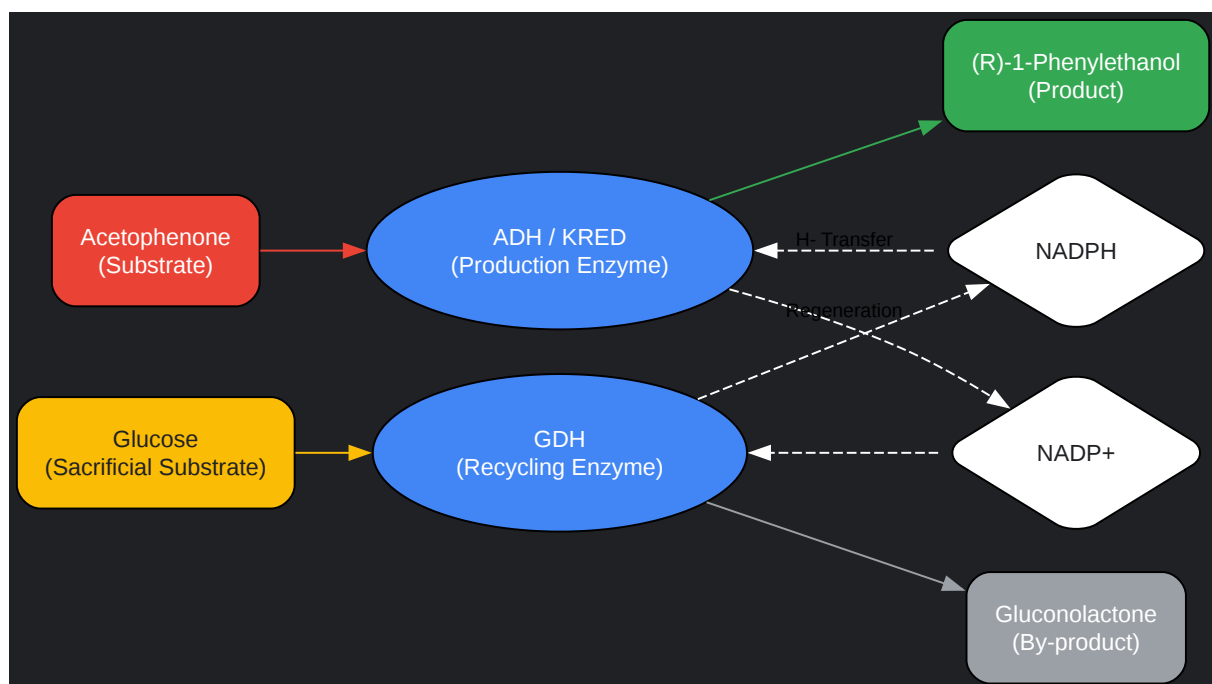 (R)-1-Phenylethanol
(Product)
Acetophenone
(Substrate)
ADH / KRED
(Production Enzyme)
H- Transfer
NADPH
Regeneration
Glucose
(Sacrificial Substrate)
GDH
(Recycling Enzyme)
NADP+
Gluconolactone
(By-product)